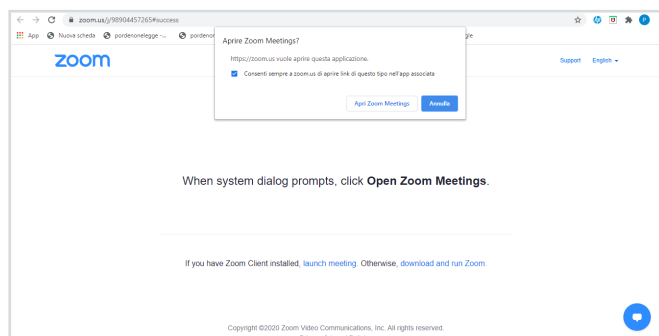 zoom.us/j/98904457265#success
App Nuova scheda pordenonelegge -... pordenon gle
Aprire Zoom Meetings?
https://zoom.us vuole aprire questa applicazione.
Consenti sempre a zoom.us di aprire link di questo tipo nell'app associata
Apri Zoom Meetings Annulla
zoom Support English
When system dialog prompts, click Open Zoom Meetings.
If you have Zoom Client installed, launch meeting. Otherwise, download and run Zoom.
Copyright ©2020 Zoom Video Communications, Inc. All rights reserved.